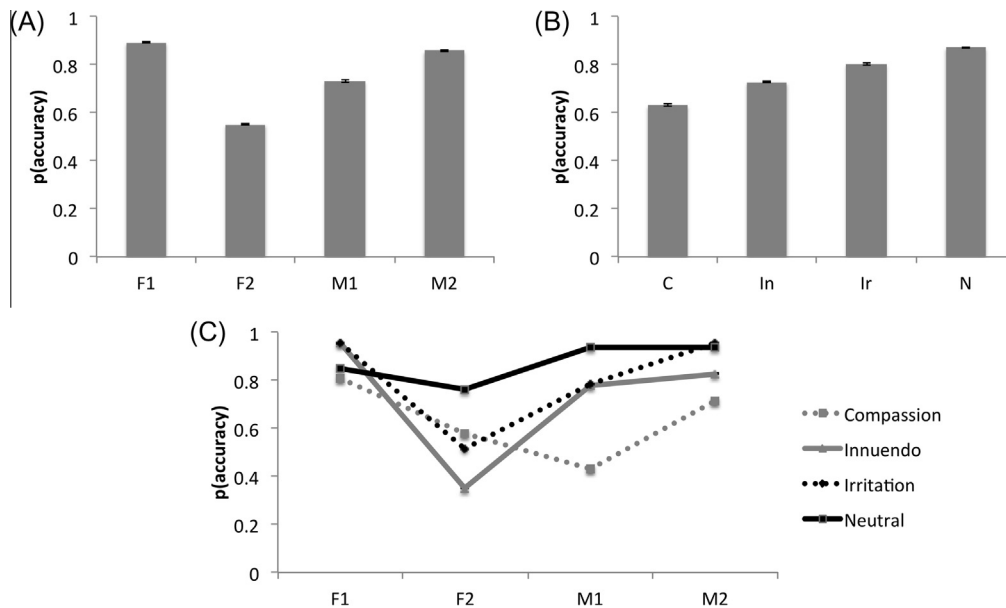 (A)
1
0.8
0.6
0.4
0.2
0
p(accuracy)
F1 F2 M1 M2
(B)
1
0.8
0.6
0.4
0.2
0
p(accuracy)
C In Ir N
(C)
1
0.8
0.6
0.4
0.2
0
p(accuracy)
F1 F2 M1 M2
Compassion
Innuendo
Irritation
Neutral